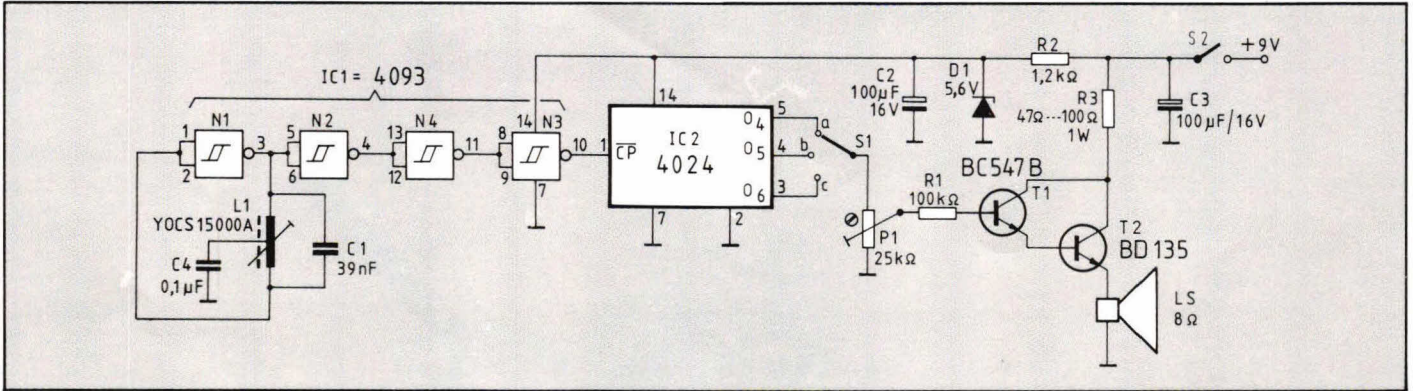 IC1 = 4093
N1
1
2
3
N2
5
6
4
N4
13
12
11
14 N3
8
9
10
7
L1
YOCS15000A
C4
0,1µF
C1
39nF
14
1
CP
IC2
4024
O4
O5
O6
5
4
3
7
2
a
b
c
S1
P1
25kΩ
R1
100kΩ
C2
100µF
16V
D1
5,6V
R2
1,2kΩ
R3
47Ω---100Ω
1W
S2
+9V
C3
100µF/16V
BC547B
T1
T2
BD135
LS
8Ω